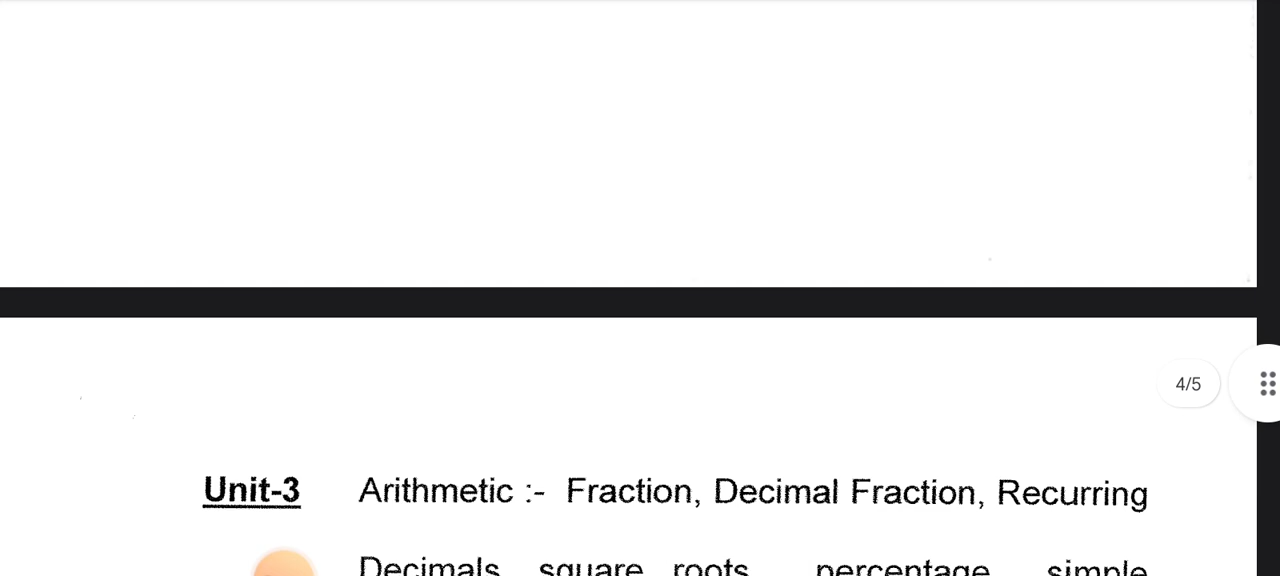 4/5
Unit-3 Arithmetic :- Fraction, Decimal Fraction, Recurring
Decimals square roots percentage simple